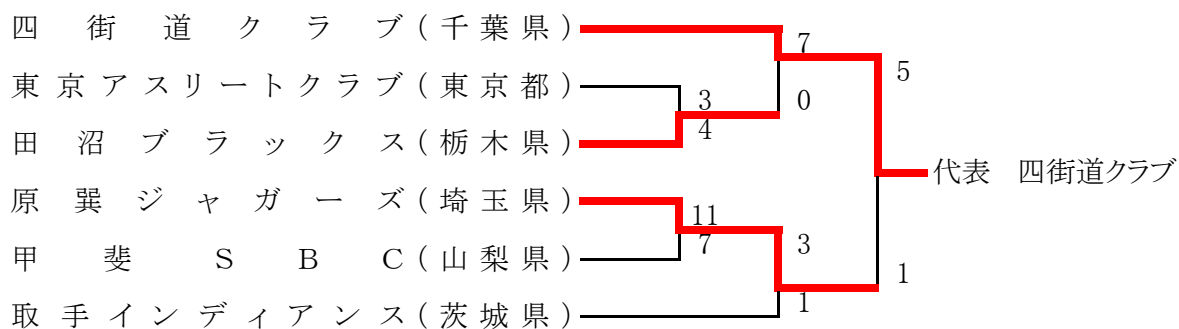 四街道クラブ(千葉県)
7
5
東京アスリートクラブ(東京都)
3
0
4
田沼ブラックス(栃木県)
代表 四街道クラブ
原巽ジャガーズ(埼玉県)
11
7
3
甲斐SBC(山梨県)
1
1
取手インディアンス(茨城県)